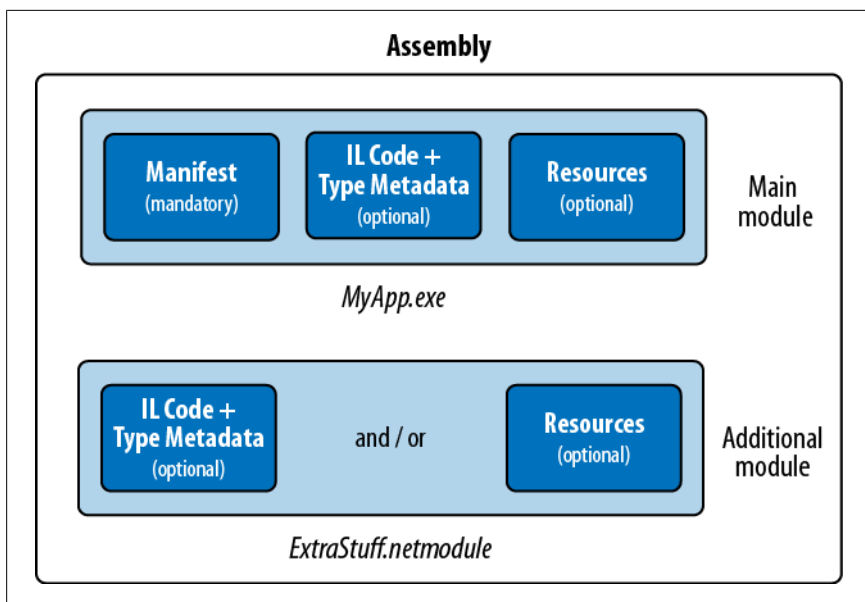 Assembly
Manifest
(mandatory)
IL Code +
Type Metadata
(optional)
Resources
(optional)
Main
module
MyApp.exe
IL Code +
Type Metadata
(optional)
and / or
Resources
(optional)
Additional
module
ExtraStuff.netmodule